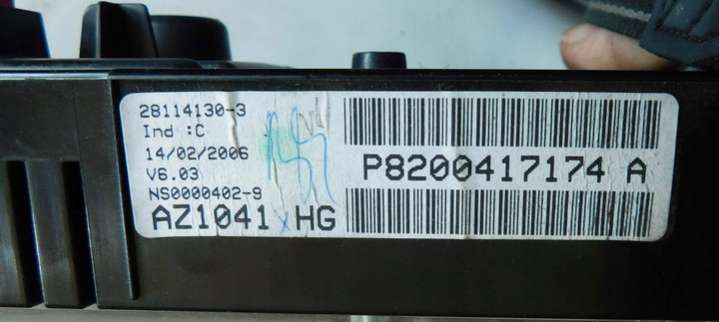 28114130-3
Ind :C
14/02/2006
V6.03
NS0000402-9
AZ1041 x HG
P8200417174 A